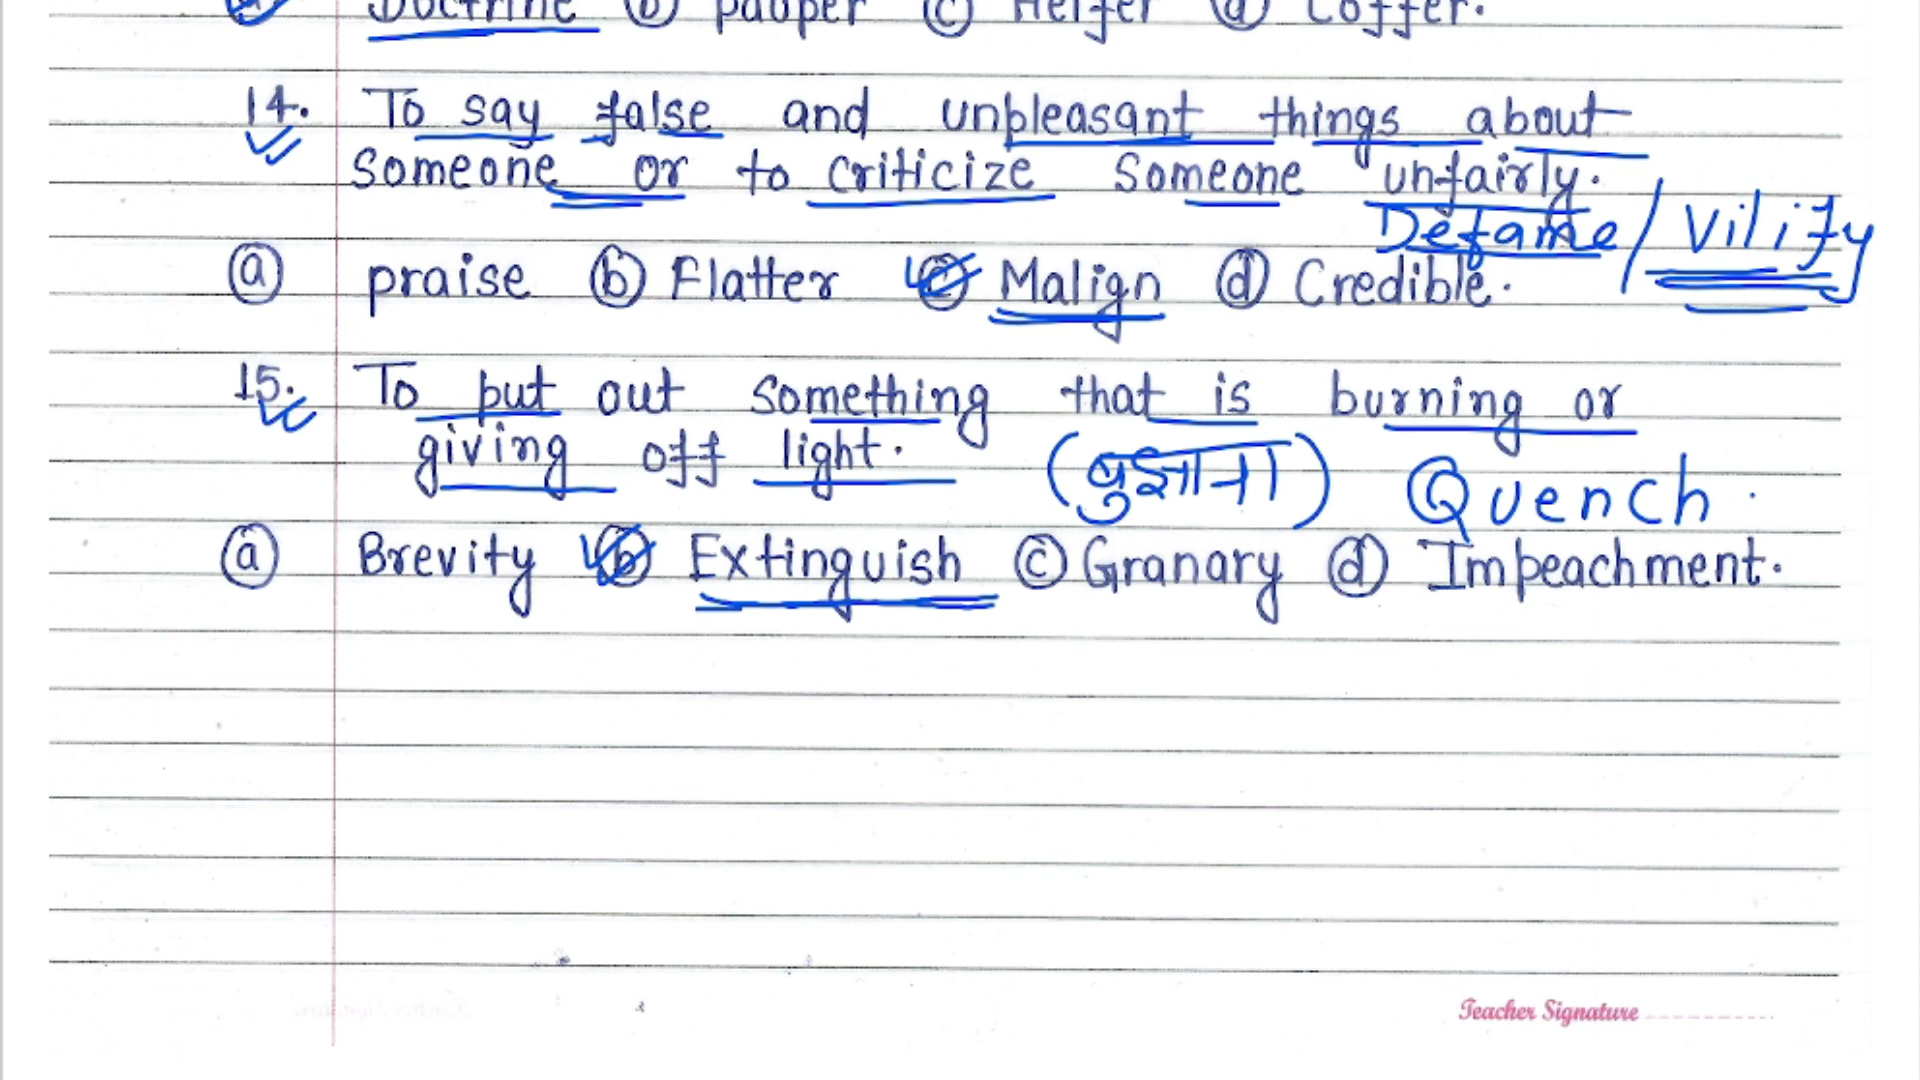 ⓐ Doctrine ⓑ pauper ⓒ Heifer ⓓ Coffer.
14. To say false and unpleasant things about
someone or to criticize someone unfairly.
Defame / Vilify
ⓐ praise ⓑ Flatter ⓒ Malign ⓓ Credible.
15. To put out something that is burning or
giving off light. (बुझाना) Quench.
ⓐ Brevity ⓑ Extinguish ⓒ Granary ⓓ Impeachment.
Teacher Signature